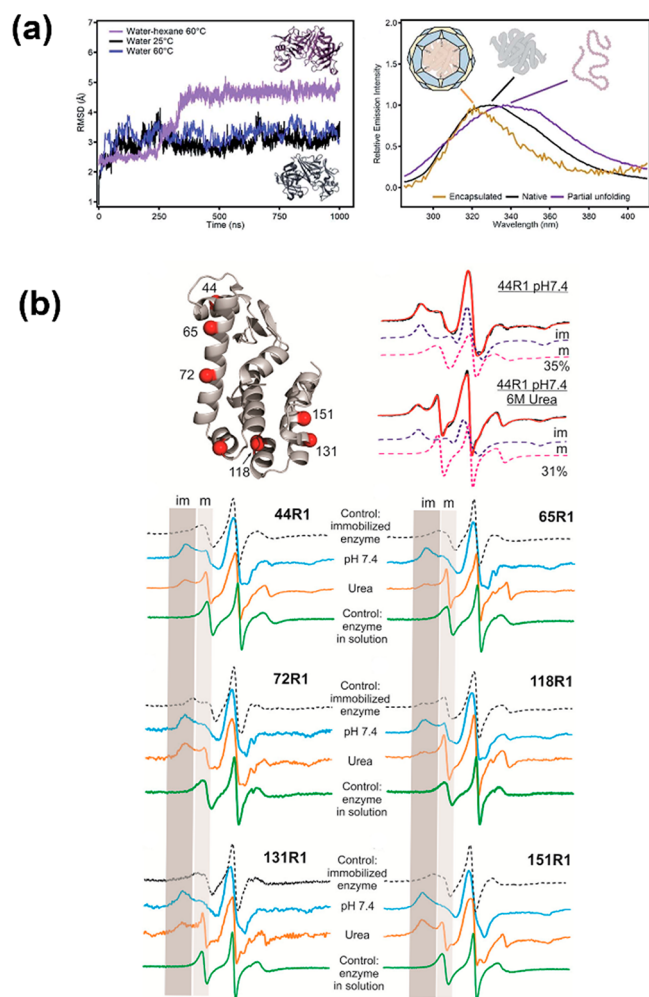 (a)
Water-hexane 60°C
Water 25°C
Water 60°C
RMSD (Å)
7
6
5
4
3
2
1
0
250
500
750
1000
Time (ns)
Relative Emission Intensity
2.0
1.5
1.0
0.5
0.0
Encapsulated
Native
Partial unfolding
300
320
340
360
380
400
Wavelength (nm)
(b)
44
65
72
118
151
131
44R1 pH7.4
im
m
35%
44R1 pH7.4
6M Urea
im
m
31%
im m
44R1
Control:
immobilized
enzyme
pH 7.4
Urea
Control:
enzyme
in solution
im m
65R1
72R1
Control:
immobilized
enzyme
pH 7.4
Urea
Control:
enzyme
in solution
118R1
131R1
Control:
immobilized
enzyme
pH 7.4
Urea
Control:
enzyme
in solution
151R1